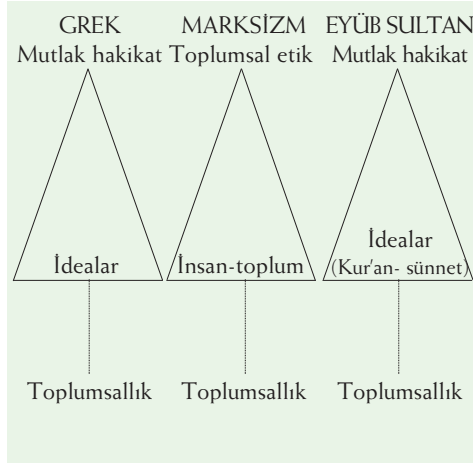 GREK MARKSİZM EYÜB SULTAN
Mutlak hakikat Toplumsal etik Mutlak hakikat
İdealar İnsan-toplum İdealar
(Kur'an- sünnet)
Toplumsallık Toplumsallık Toplumsallık